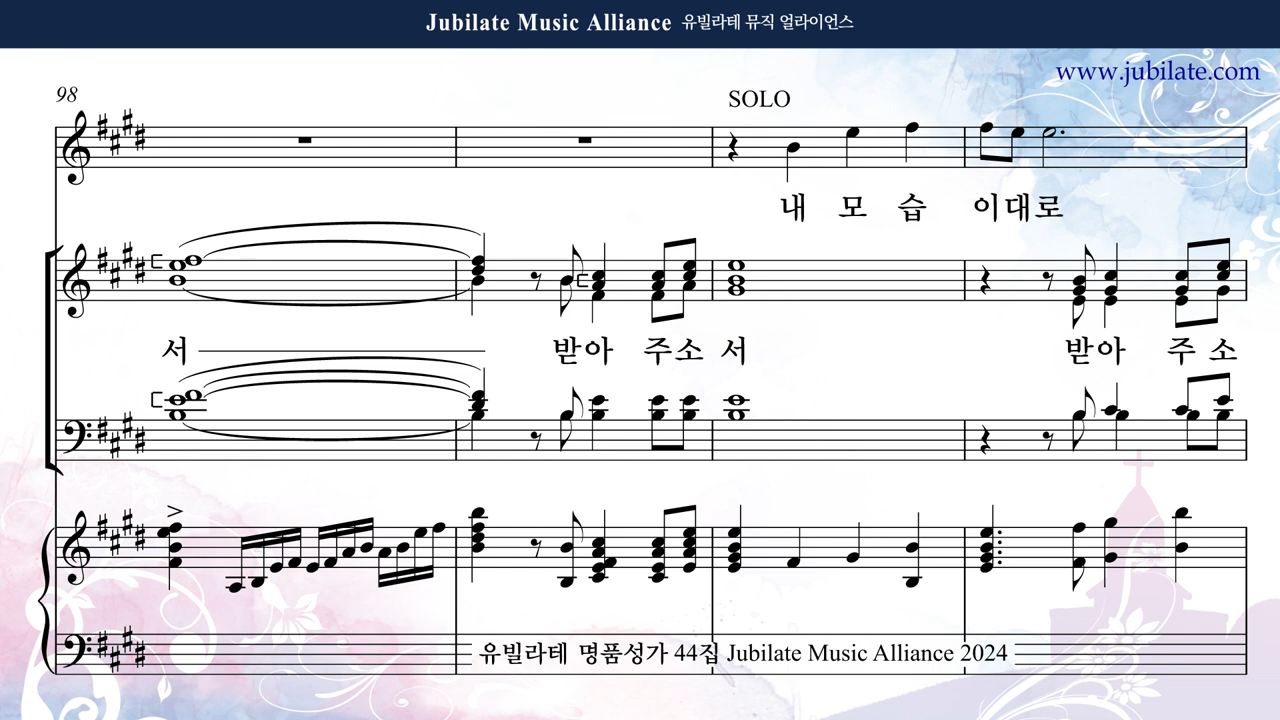 Jubilate Music Alliance 유빌라테 뮤직 얼라이언스
www.jubilate.com
98
SOLO
내 모 습 이대로
서 받아 주소 서 받아 주 소
유빌라테 명품성가 44집 Jubilate Music Alliance 2024